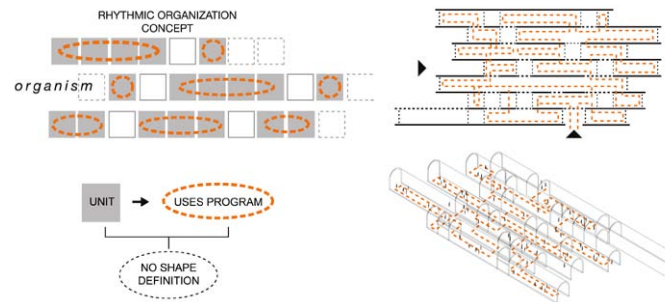 RHYTHMIC ORGANIZATION
CONCEPT
organism
UNIT
USES PROGRAM
NO SHAPE
DEFINITION